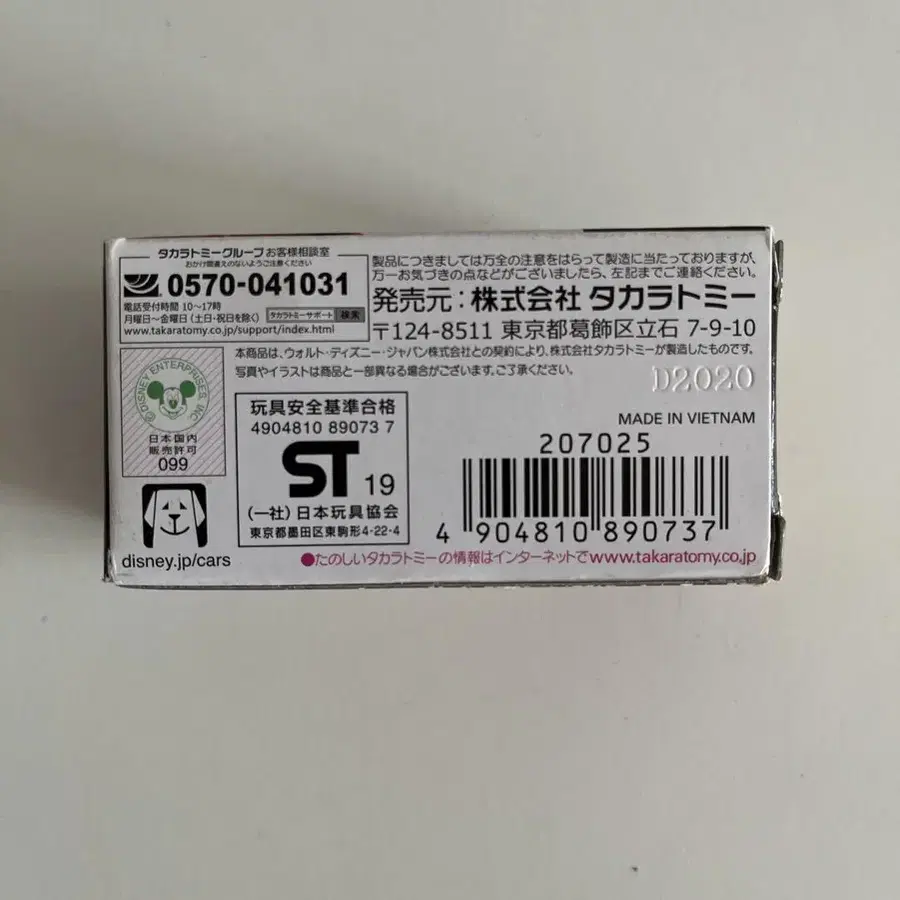 タカラトミーグループ お客様相談室
おかけ間違えのないようご注意ください
0570-041031
電話受付時間 10〜17時
月曜日〜金曜日 (土日・祝日を除く)
タカラトミーサポート 検索
www.takaratomy.co.jp/support/index.html
製品につきましては万全の注意をはらって製造に当たっておりますが、
万一お気づきの点などがございましたら、左記までご連絡ください。
発売元：株式会社 タカラトミー
〒124-8511 東京都葛飾区立石 7-9-10
本商品は、ウォルト・ディズニー・ジャパン株式会社との契約により、株式会社タカラトミーが製造したものです。
写真やイラストは商品と一部異なる場合がございます。ご了承ください。
D2020
©DISNEY ENTERPRISES, INC
日本国内
販売許可
099
disney.jp/cars
玩具安全基準合格
4904810 89073 7
ST 19
(一社) 日本玩具協会
東京都墨田区東駒形4-22-4
MADE IN VIETNAM
207025
4 904810 890737
●たのしいタカラトミーの情報はインターネットで www.takaratomy.co.jp